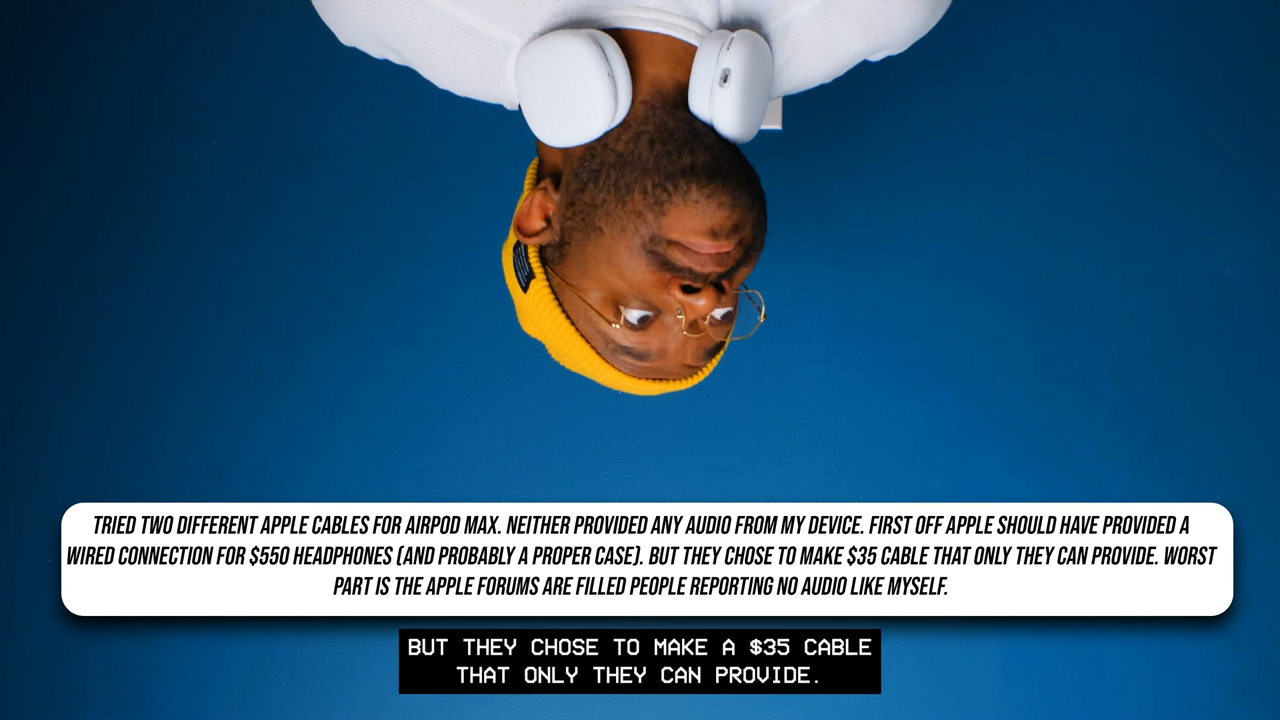 TRIED TWO DIFFERENT APPLE CABLES FOR AIRPOD MAX. NEITHER PROVIDED ANY AUDIO FROM MY DEVICE. FIRST OFF APPLE SHOULD HAVE PROVIDED A
WIRED CONNECTION FOR $550 HEADPHONES (AND PROBABLY A PROPER CASE). BUT THEY CHOSE TO MAKE $35 CABLE THAT ONLY THEY CAN PROVIDE. WORST
PART IS THE APPLE FORUMS ARE FILLED PEOPLE REPORTING NO AUDIO LIKE MYSELF.
BUT THEY CHOSE TO MAKE A $35 CABLE
THAT ONLY THEY CAN PROVIDE.